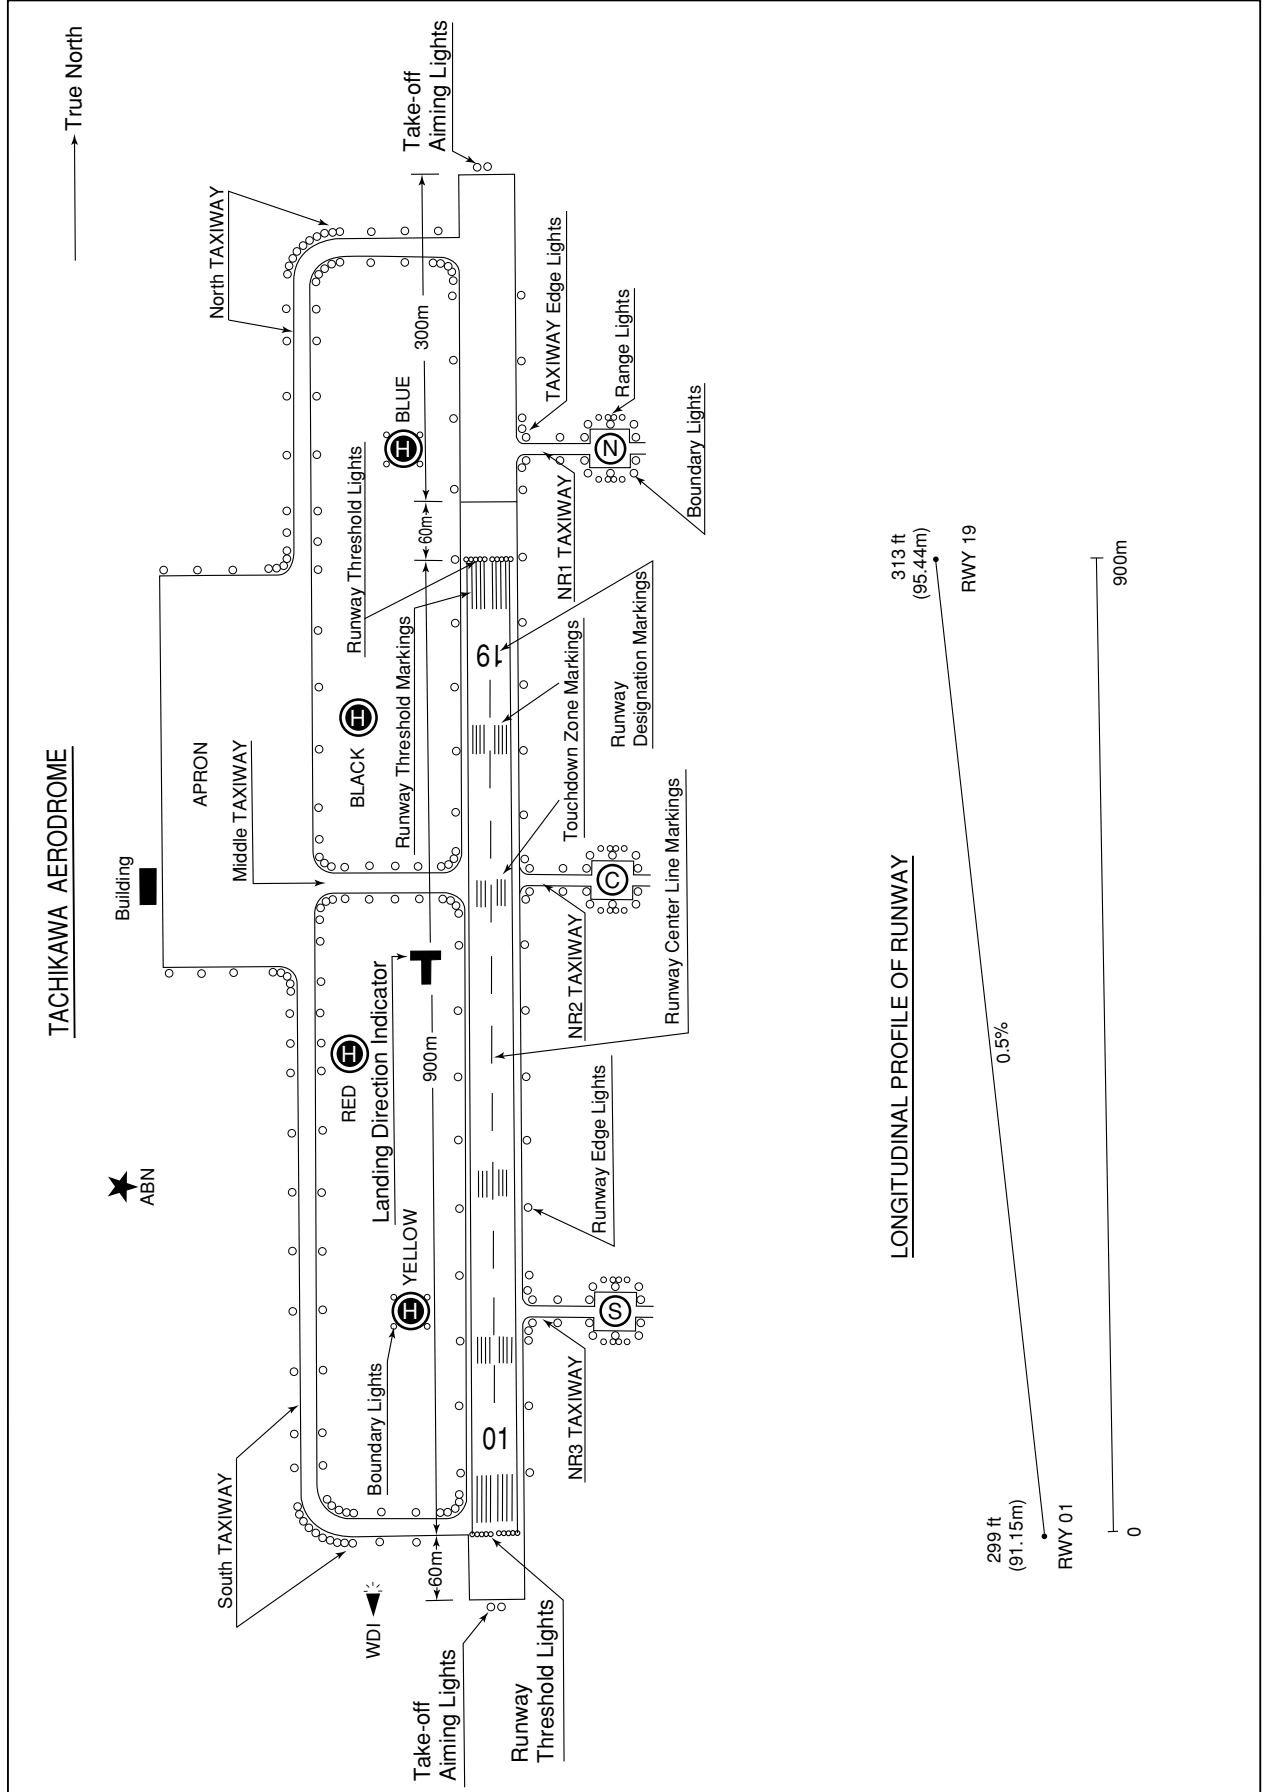 TACHIKAWA AERODROME
True North
Building
APRON
ABN
North TAXIWAY
Middle TAXIWAY
South TAXIWAY
WDI
Take-off
Aiming Lights
300m
60m
BLUE
H
Runway Threshold Lights
Runway Threshold Markings
BLACK
H
RED
H
Landing Direction Indicator
T
900m
YELLOW
H
Boundary Lights
60m
Take-off
Aiming Lights
Runway
Threshold Lights
19
01
TAXIWAY Edge Lights
Range Lights
Boundary Lights
N
NR1 TAXIWAY
Touchdown Zone Markings
Runway
Designation Markings
C
NR2 TAXIWAY
Runway Center Line Markings
Runway Edge Lights
S
NR3 TAXIWAY
LONGITUDINAL PROFILE OF RUNWAY
299 ft
(91.15m)
RWY 01
0.5%
313 ft
(95.44m)
RWY 19
0
900m